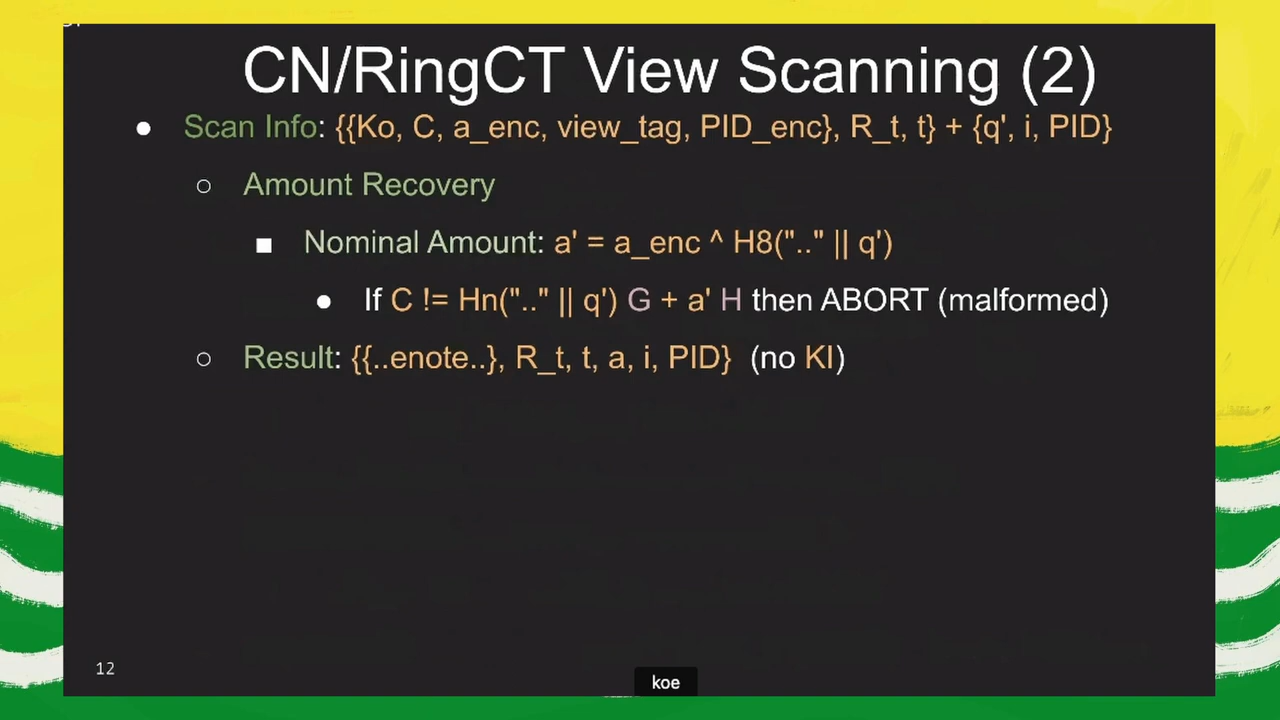 CN/RingCT View Scanning (2)
● Scan Info: {{Ko, C, a_enc, view_tag, PID_enc}, R_t, t} + {q', i, PID}
○ Amount Recovery
■ Nominal Amount: a' = a_enc ^ H8(".." || q')
● If C != Hn(".." || q') G + a' H then ABORT (malformed)
○ Result: {{..enote..}, R_t, t, a, i, PID} (no KI)
12
koe